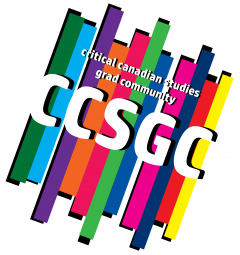 critical canadian studies
grad community
CCSGC